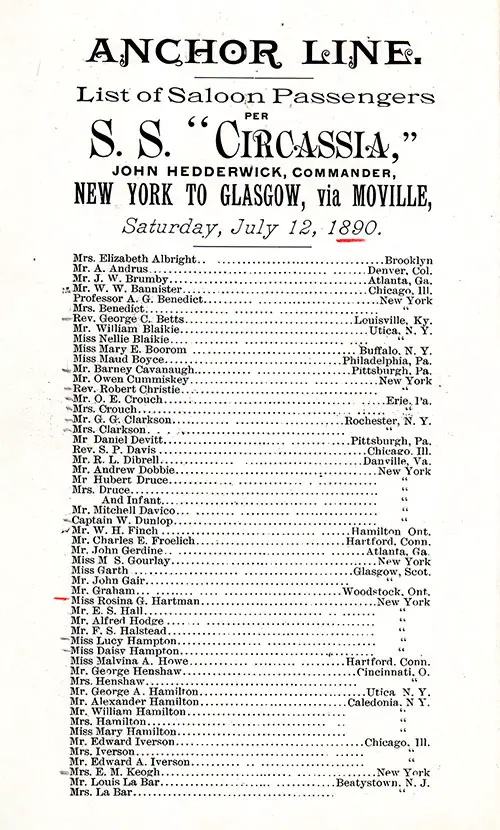 ANCHOR LINE.
List of Saloon Passengers
PER
S. S. “CIRCASSIA,”
JOHN HEDDERWICK, COMMANDER,
NEW YORK TO GLASGOW, via MOVILLE,
Saturday, July 12, 1890.
Mrs. Elizabeth Albright.. ........Brooklyn
Mr. A. Andrus........Denver, Col.
Mr. J. W. Brumby........Atlanta, Ga.
Mr. W. W. Bannister........Chicago, Ill.
Professor A. G. Benedict........New York
Mrs. Benedict........“
Rev. George C. Betts........Louisville, Ky.
Mr. William Blaikie........Utica, N. Y.
Miss Nellie Blaikie........“
Miss Mary E. Boorom ........Buffalo, N. Y.
Miss Maud Boyce........Philadelphia, Pa.
Mr. Barney Cavanaugh........Pittsburgh, Pa.
Mr. Owen Cummiskey........New York
Rev. Robert Christie........“
Mr. O. E. Crouch........Erie, Pa.
Mrs. Crouch........“
Mr. G. G. Clarkson........Rochester, N. Y.
Mrs. Clarkson........“
Mr Daniel Devitt........Pittsburgh, Pa.
Rev. S. P. Davis ........Chicago, Ill.
Mr. R. L. Dibrell........Danville, Va.
Mr. Andrew Dobbie........New York
Mr Hubert Druce........“
Mrs. Druce........“
And Infant........“
Mr. Mitchell Davico........“
Captain W. Dunlop........“
Mr. W. H. Finch ........Hamilton Ont.
Mr. Charles E. Froelich........Hartford, Conn.
Mr. John Gerdine........Atlanta, Ga.
Miss M S. Gourlay........New York
Miss Garth ........Glasgow, Scot.
Mr. John Gair........“
Mr. Graham........Woodstock, Ont.
Miss Rosina G. Hartman........New York
Mr. E. S. Hall........“
Mr. Alfred Hodge ........“
Mr. F. S. Halstead........“
Miss Lucy Hampton........“
Miss Daisy Hampton........“
Miss Malvina A. Howe........Hartford, Conn.
Mr. George Henshaw........Cincinnati, O.
Mrs. Henshaw........“
Mr. George A. Hamilton........Utica N. Y.
Mr. Alexander Hamilton........Caledonia, N Y.
Mr. William Hamilton........“
Mrs. Hamilton........“
Miss Mary Hamilton........“
Mr. Edward Iverson........Chicago, Ill.
Mrs. Iverson........“
Mr. Edward A. Iverson........“
Mrs. E. M. Keogh........New York
Mr. Louis La Bar........Beatystown, N. J.
Mrs. La Bar........“